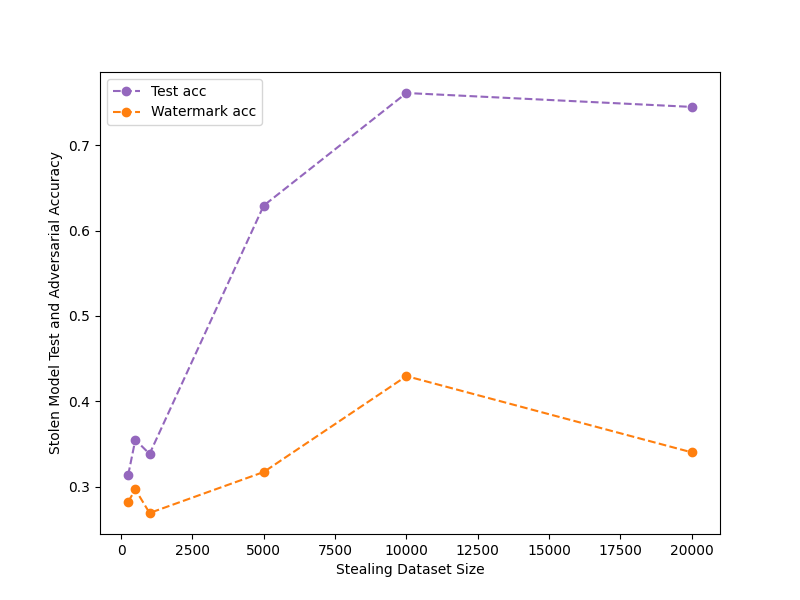 Test acc
Watermark acc
Stolen Model Test and Adversarial Accuracy
0.7
0.6
0.5
0.4
0.3
0 2500 5000 7500 10000 12500 15000 17500 20000
Stealing Dataset Size